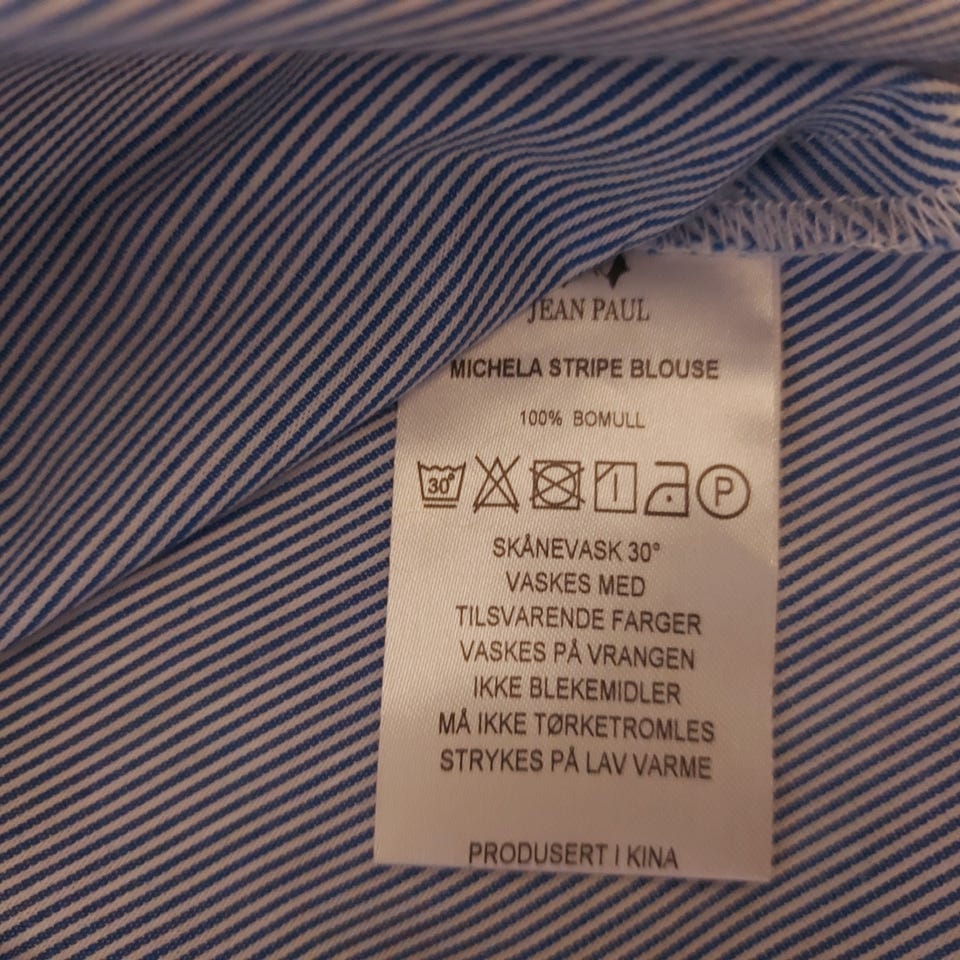 JEAN PAUL
MICHELA STRIPE BLOUSE
100% BOMULL
30° P
SKÅNEVASK 30°
VASKES MED
TILSVARENDE FARGER
VASKES PÅ VRANGEN
IKKE BLEKEMIDLER
MÅ IKKE TØRKETROMLES
STRYKES PÅ LAV VARME
PRODUSERT I KINA